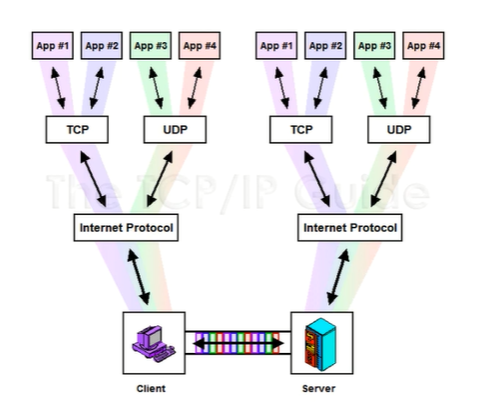 App #1 App #2 App #3 App #4 App #1 App #2 App #3 App #4
TCP UDP TCP UDP
The TCP/IP Guide
Internet Protocol Internet Protocol
Client Server